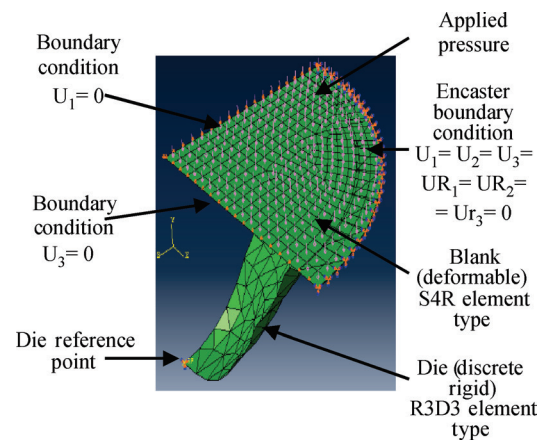 Boundary
condition
U₁= 0
Boundary
condition
U₃= 0
Die reference
point
Applied
pressure
Encaster
boundary
condition
U₁= U₂= U₃=
UR₁= UR₂=
= Ur₃= 0
Blank
(deformable)
S4R element
type
Die (discrete
rigid)
R3D3 element
type